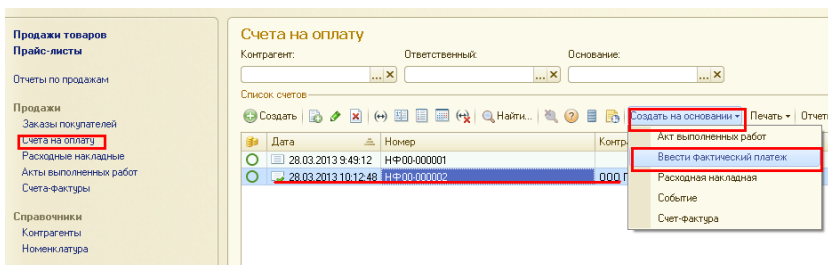 Продажи товаров
Прайс-листы
Отчеты по продажам
Продажи
Заказы покупателей
Счета на оплату
Расходные накладные
Акты выполненных работ
Счета-фактуры
Справочники
Контрагенты
Номенклатура
Счета на оплату
Контрагент: Ответственный: Основание:
... × ... × ... ×
Список счетов
Создать Найти... Создать на основании Печать Отчет
Дата Номер Контр
28.03.2013 9:49:12 НФ00-000001
28.03.2013 10:12:48 НФ00-000002 ООО Г
Акт выполненных работ
Ввести фактический платеж
Расходная накладная
Событие
Счет-фактура